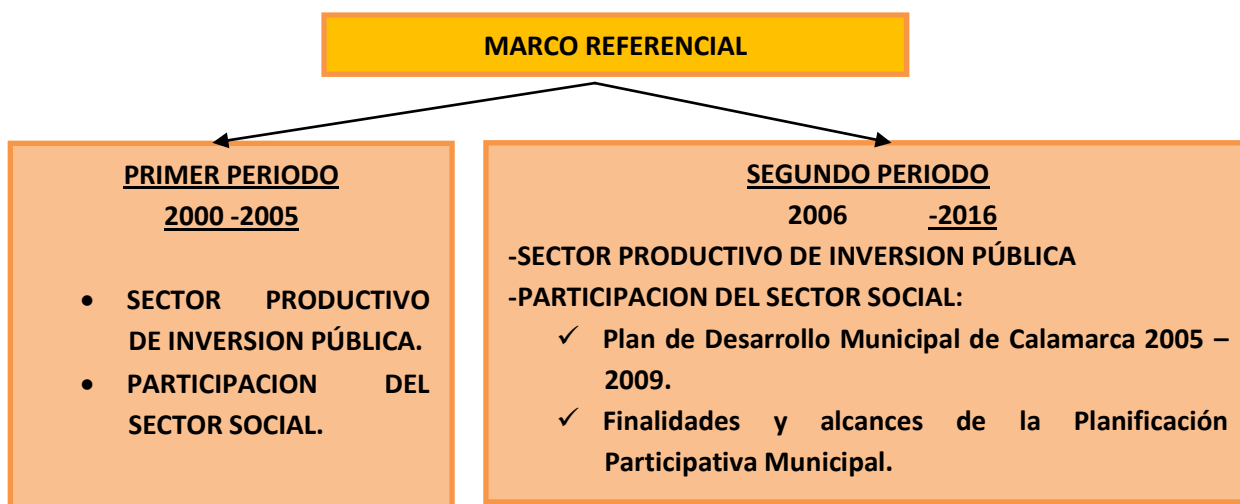 MARCO REFERENCIAL
PRIMER PERIODO
2000 -2005
• SECTOR PRODUCTIVO
DE INVERSION PÚBLICA.
• PARTICIPACION DEL
SECTOR SOCIAL.
SEGUNDO PERIODO
2006 -2016
-SECTOR PRODUCTIVO DE INVERSION PÚBLICA
-PARTICIPACION DEL SECTOR SOCIAL:
✓ Plan de Desarrollo Municipal de Calamarca 2005 –
2009.
✓ Finalidades y alcances de la Planificación
Participativa Municipal.